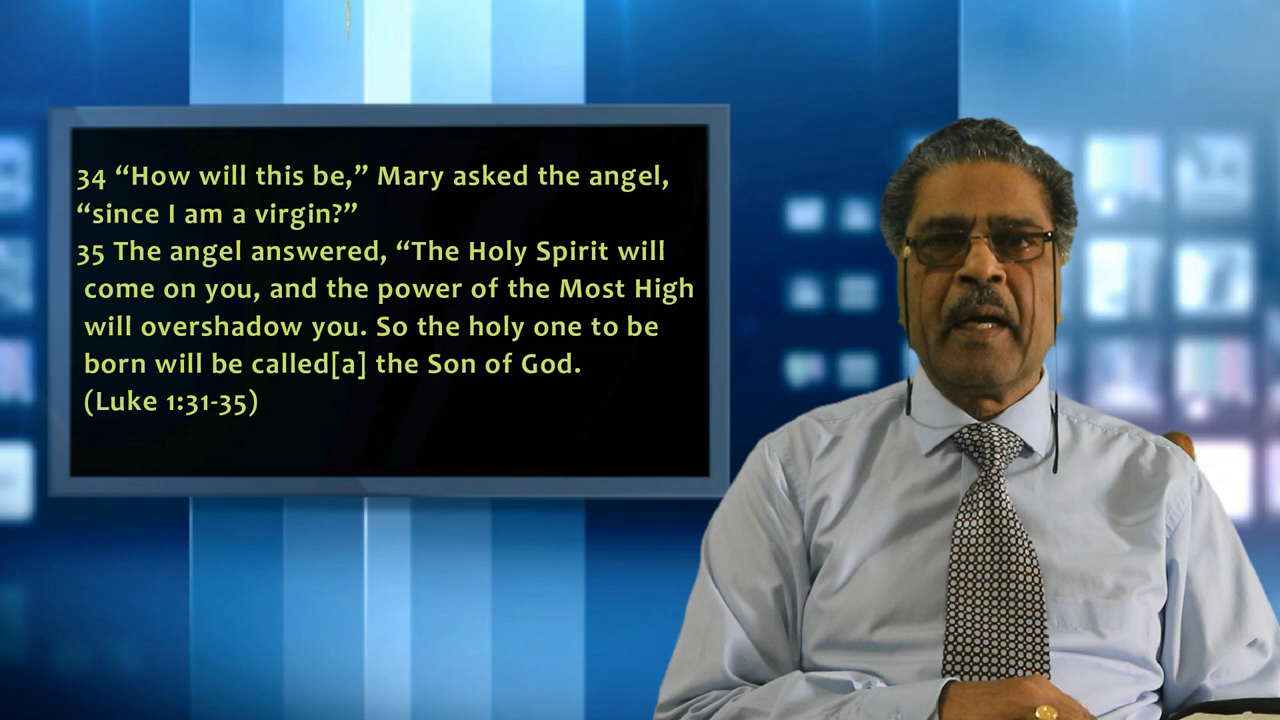 34 “How will this be,” Mary asked the angel,
“since I am a virgin?”
35 The angel answered, “The Holy Spirit will
come on you, and the power of the Most High
will overshadow you. So the holy one to be
born will be called[a] the Son of God.
(Luke 1:31-35)